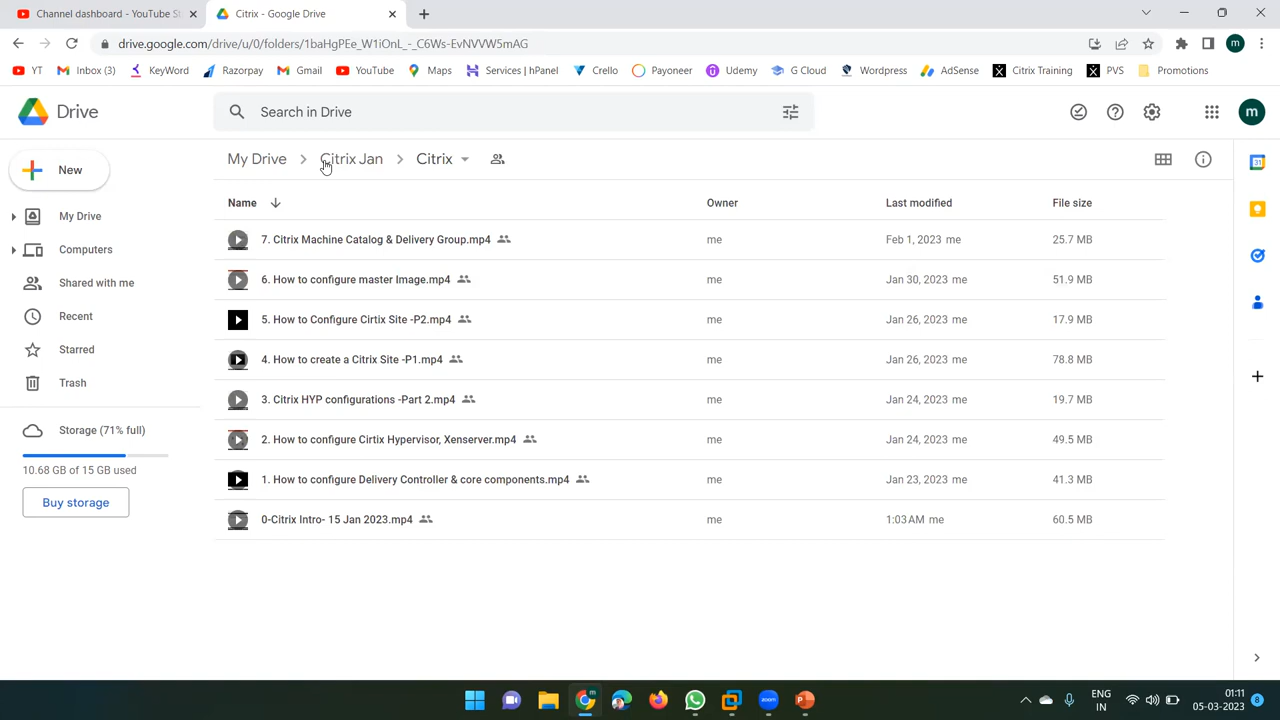 Channel dashboard - YouTube St
Citrix - Google Drive
drive.google.com/drive/u/0/folders/1baHgPEe_W1iOnL_-_C6Ws-EvNVVW5mAG
m
YT
Inbox (3)
KeyWord
Razorpay
Gmail
YouTube
Maps
Services | hPanel
Crello
Payoneer
Udemy
G Cloud
Wordpress
AdSense
Citrix Training
PVS
Promotions
Drive
Search in Drive
m
New
My Drive
Computers
Shared with me
Recent
Starred
Trash
Storage (71% full)
10.68 GB of 15 GB used
Buy storage
My Drive > Citrix Jan > Citrix
Name Owner Last modified File size
7. Citrix Machine Catalog & Delivery Group.mp4 me Feb 1, 2023 me 25.7 MB
6. How to configure master Image.mp4 me Jan 30, 2023 me 51.9 MB
5. How to Configure Cirtix Site -P2.mp4 me Jan 26, 2023 me 17.9 MB
4. How to create a Citrix Site -P1.mp4 me Jan 26, 2023 me 78.8 MB
3. Citrix HYP configurations -Part 2.mp4 me Jan 24, 2023 me 19.7 MB
2. How to configure Cirtix Hypervisor, Xenserver.mp4 me Jan 24, 2023 me 49.5 MB
1. How to configure Delivery Controller & core components.mp4 me Jan 23, 2023 me 41.3 MB
0-Citrix Intro- 15 Jan 2023.mp4 me 1:03 AM me 60.5 MB
31
zoom
ENG
IN
01:11
05-03-2023
8